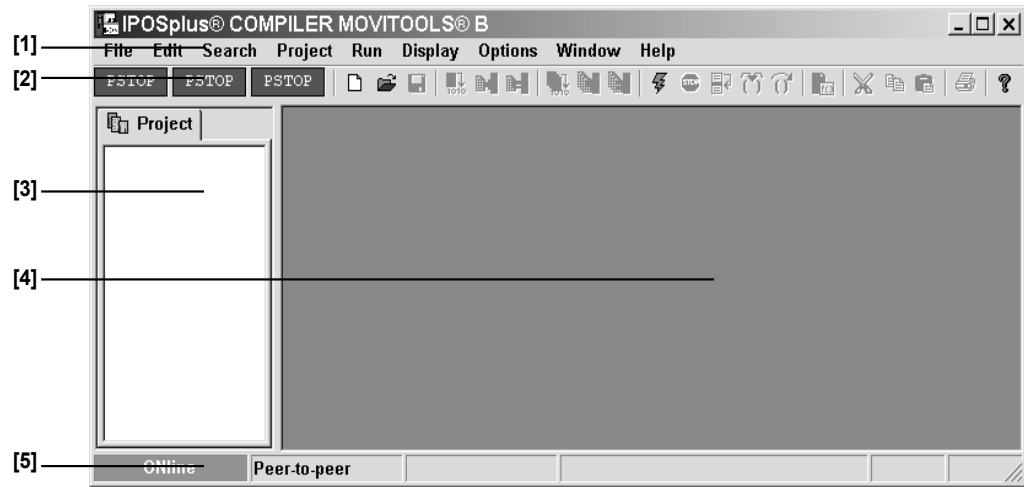 IPOSplus® COMPILER MOVITOOLS® B
[1]
File Edit Search Project Run Display Options Window Help
[2]
PSTOP PSTOP PSTOP
Project
[3]
[4]
[5]
ONline Peer-to-peer